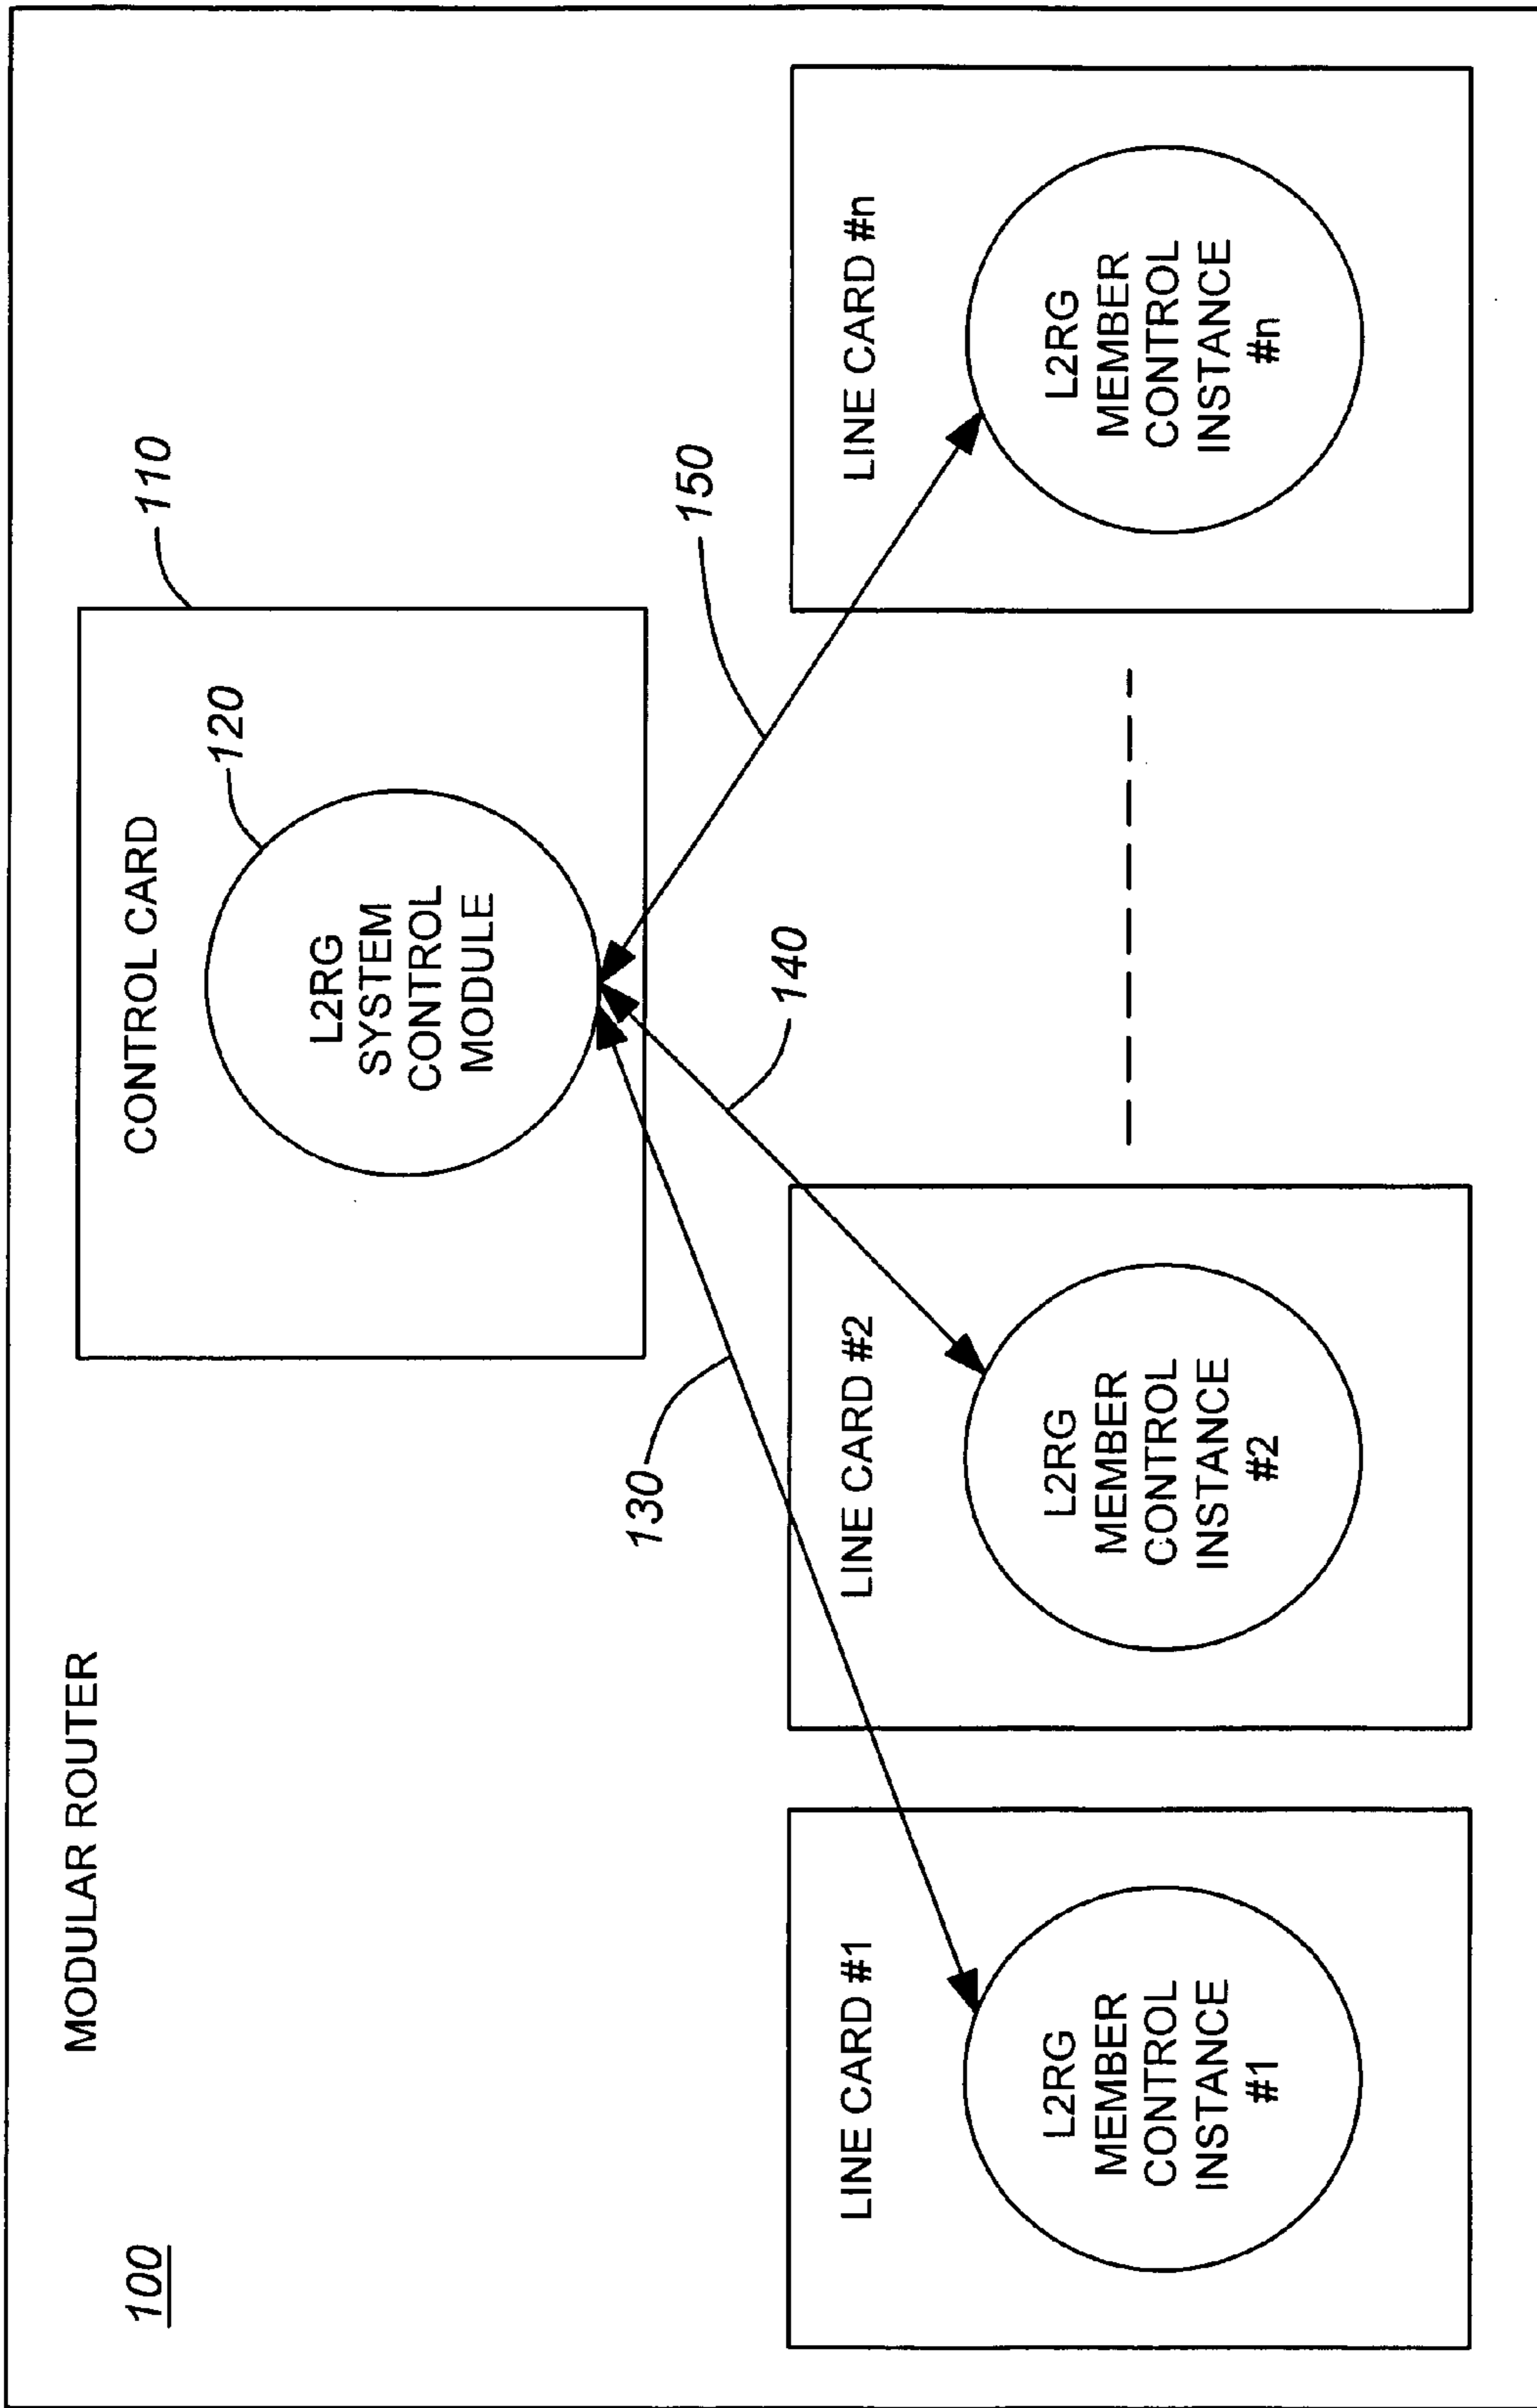 MODULAR ROUTER
100
CONTROL CARD
110
L2RG
SYSTEM
CONTROL
MODULE
120
130
140
150
LINE CARD #1
L2RG
MEMBER
CONTROL
INSTANCE
#1
LINE CARD #2
L2RG
MEMBER
CONTROL
INSTANCE
#2
LINE CARD #n
L2RG
MEMBER
CONTROL
INSTANCE
#n